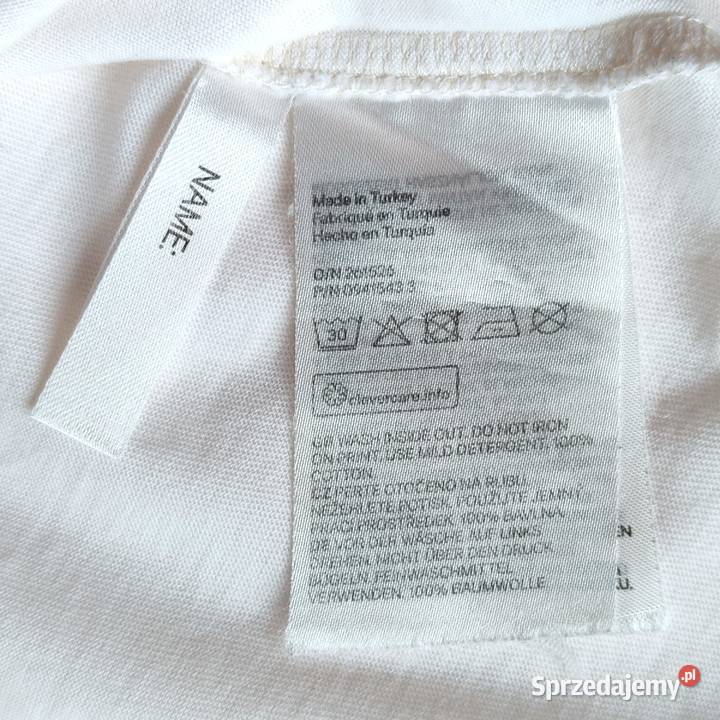 NAME:
Made in Turkey
Fabriqué en Turquie
Hecho en Turquía
O/N 261526
P/N 0941543.3
30
clevercare.info
GB WASH INSIDE OUT. DO NOT IRON
ON PRINT. USE MILD DETERGENT. 100%
COTTON
CZ PERTE OTOČENO NA RUBU.
NEŽEHLETE POTISK. POUŽIJTE JEMNÝ
PRACÍ PROSTŘEDEK. 100% BAVLNA
DE VOR DER WÄSCHE AUF LINKS
DREHEN. NICHT ÜBER DEN DRUCK
BÜGELN. FEINWASCHMITTEL
VERWENDEN. 100% BAUMWOLLE
Sprzedajemy.pl